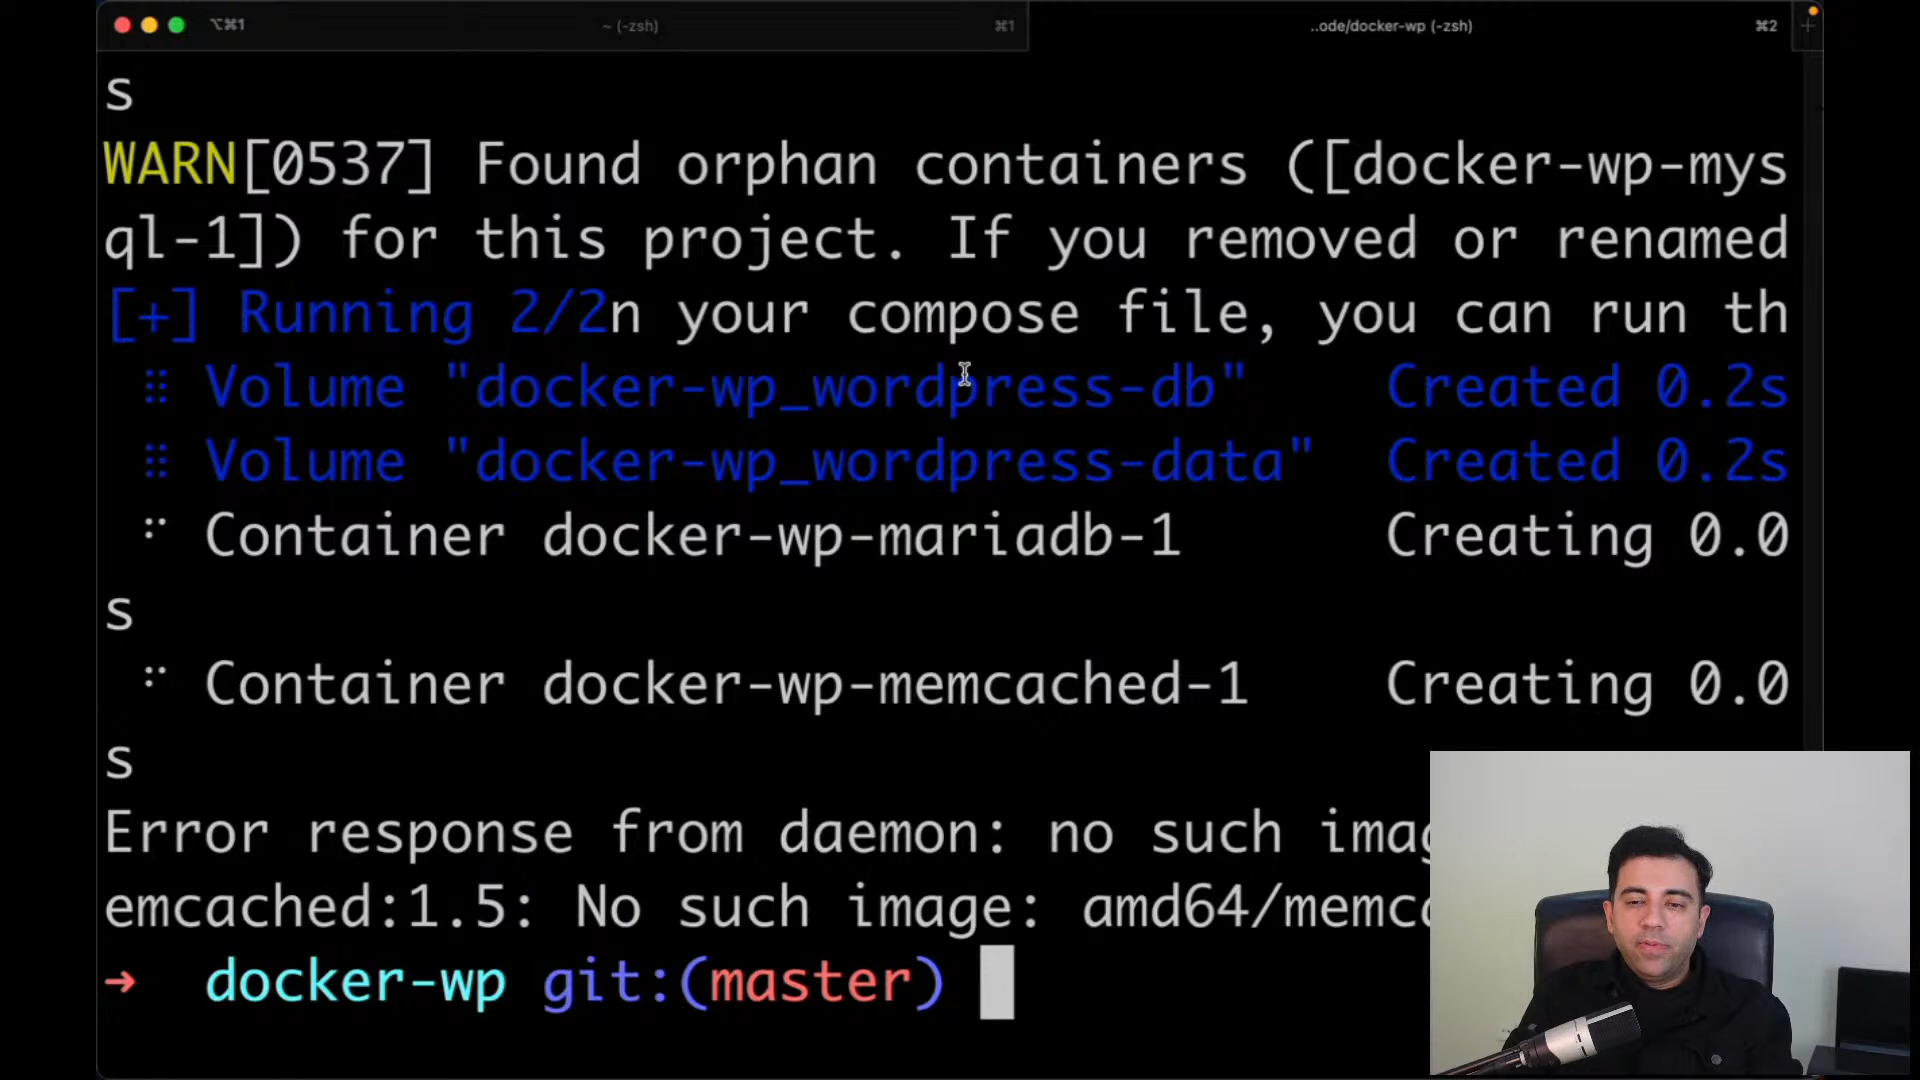 ⌥⌘1
~ (-zsh)
⌘1
..ode/docker-wp (-zsh)
⌘2
+
s
WARN[0537] Found orphan containers ([docker-wp-mys
ql-1]) for this project. If you removed or renamed
[+] Running 2/2n your compose file, you can run th
⠿ Volume "docker-wp_wordpress-db" Created 0.2s
⠿ Volume "docker-wp_wordpress-data" Created 0.2s
⠋ Container docker-wp-mariadb-1 Creating 0.0
s
⠋ Container docker-wp-memcached-1 Creating 0.0
s
Error response from daemon: no such
emcached:1.5: No such image:
→ docker-wp git:(master)